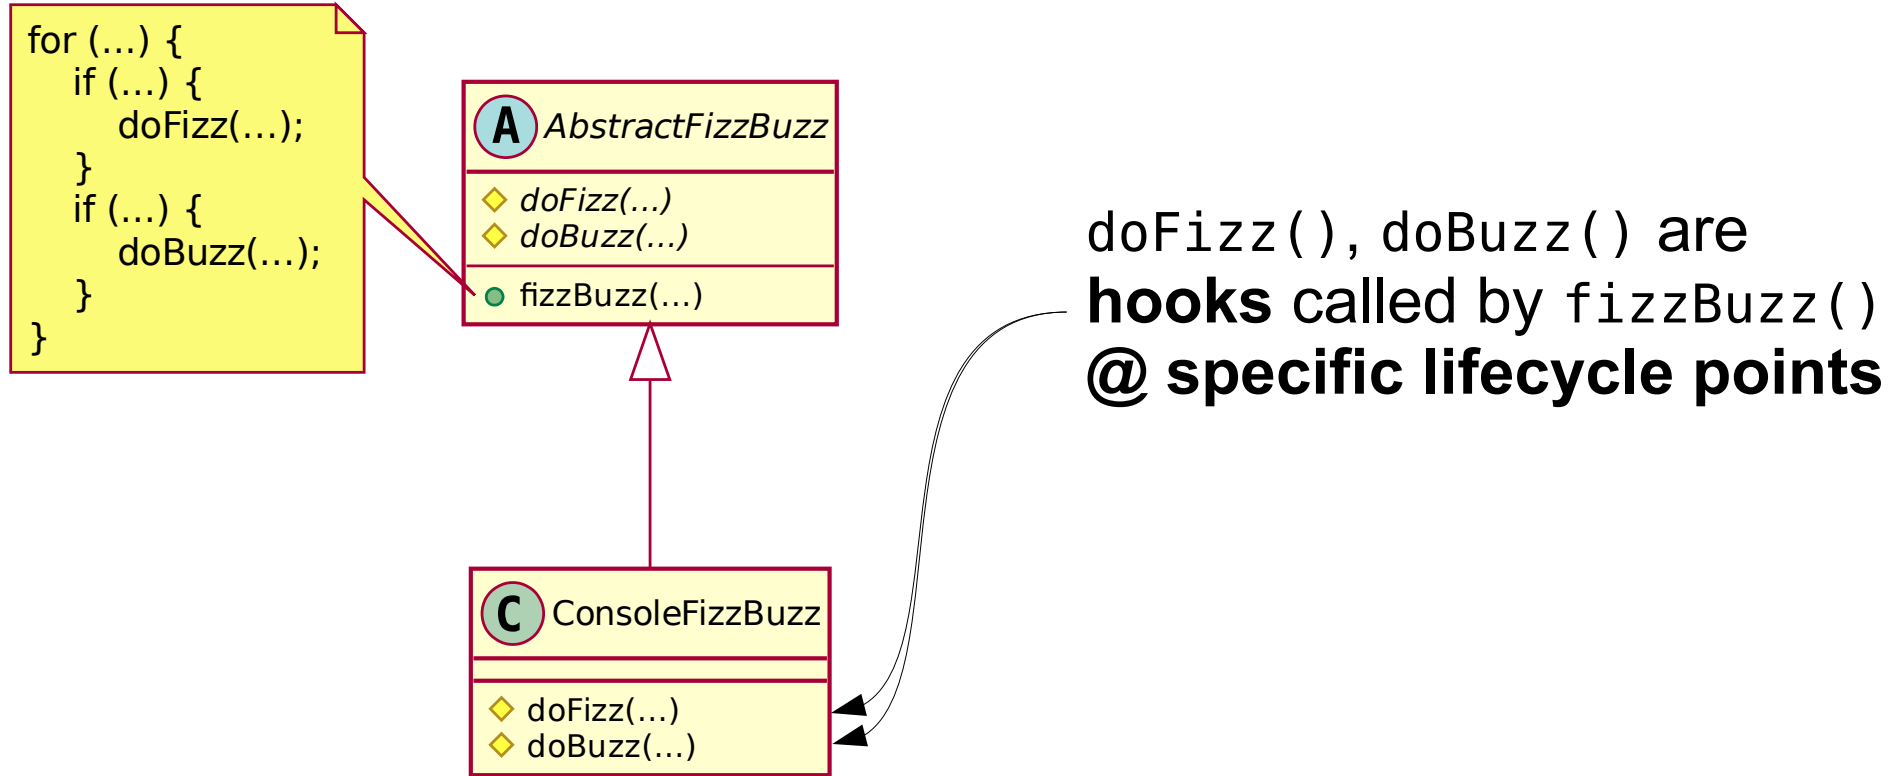 for (...) {
if (...) {
doFizz(...);
}
if (...) {
doBuzz(...);
}
}
A AbstractFizzBuzz
doFizz(...)
doBuzz(...)
fizzBuzz(...)
C ConsoleFizzBuzz
doFizz(...)
doBuzz(...)
doFizz(), doBuzz() are
hooks called by fizzBuzz()
@ specific lifecycle points